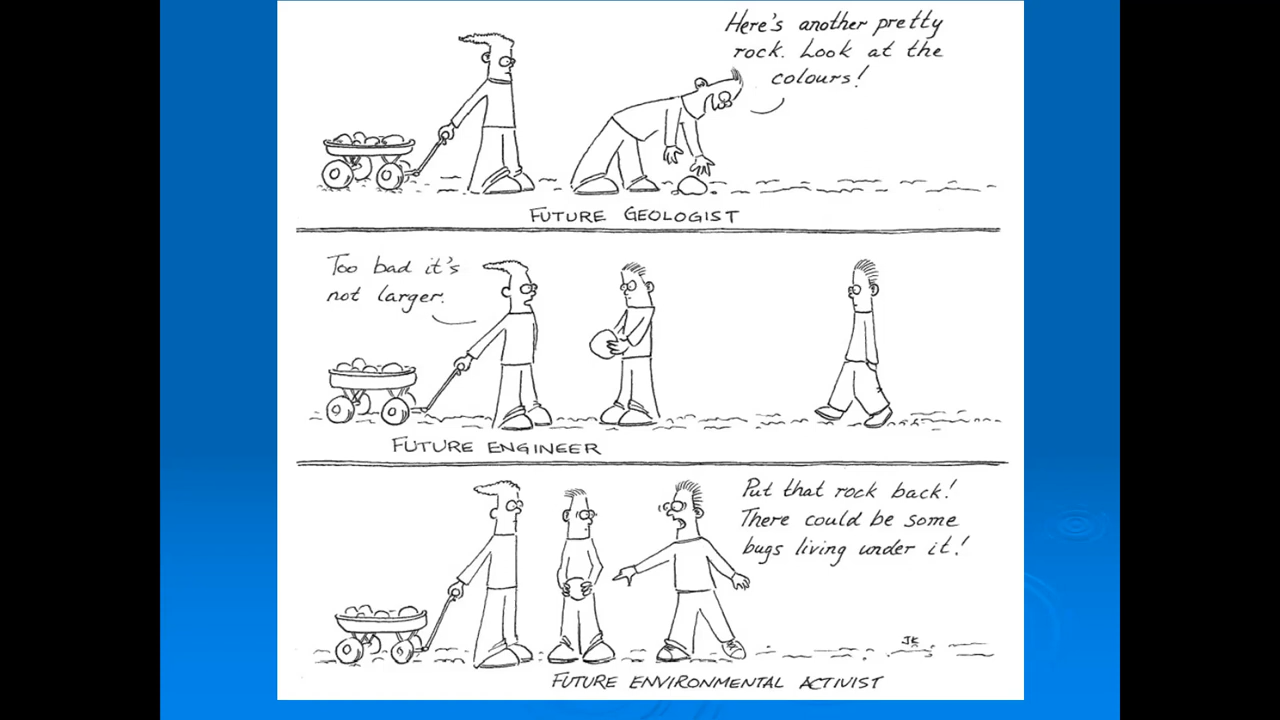 Here's another pretty
rock. Look at the
colours!
FUTURE GEOLOGIST
Too bad it's
not larger.
FUTURE ENGINEER
Put that rock back!
There could be some
bugs living under it!
JK
FUTURE ENVIRONMENTAL ACTIVIST